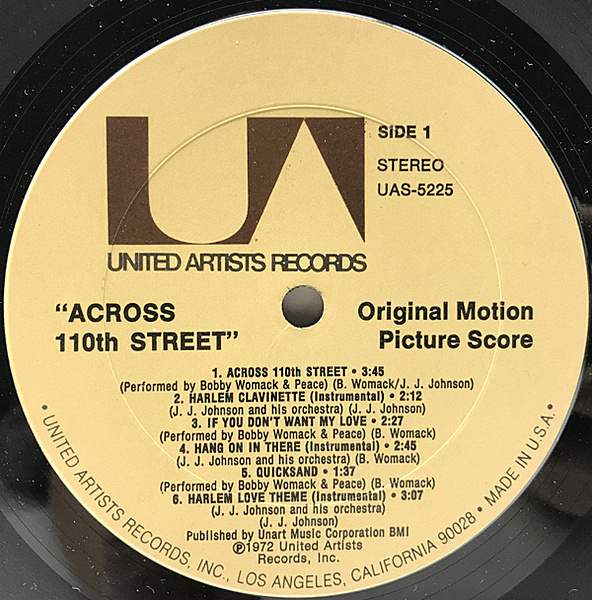 UA
SIDE 1
STEREO
UAS-5225
UNITED ARTISTS RECORDS
"ACROSS
110th STREET"
Original Motion
Picture Score
1. ACROSS 110th STREET • 3:45
(Performed by Bobby Womack & Peace) (B. Womack/J. J. Johnson)
2. HARLEM CLAVINETTE (Instrumental) • 2:12
(J. J. Johnson and his orchestra) (J. J. Johnson)
3. IF YOU DON'T WANT MY LOVE • 2:27
(Performed by Bobby Womack & Peace) (B. Womack)
4. HANG ON IN THERE (Instrumental) • 2:45
(J. J. Johnson and his orchestra) (B. Womack)
5. QUICKSAND • 1:37
(Performed by Bobby Womack & Peace) (B. Womack)
6. HARLEM LOVE THEME (Instrumental) • 3:07
(J. J. Johnson and his orchestra)
(J. J. Johnson)
Published by Unart Music Corporation BMI
℗1972 United Artists
Records, Inc.
• UNITED ARTISTS RECORDS, INC., LOS ANGELES, CALIFORNIA 90028 • MADE IN U.S.A. •